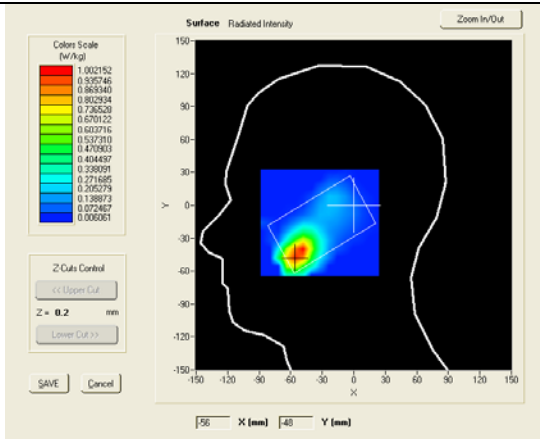 Surface Radiated Intensity
Zoom In/Out
Colors Scale
(W/kg)
1.002152
0.935746
0.869340
0.802934
0.736528
0.670122
0.603716
0.537310
0.470903
0.404497
0.338091
0.271685
0.205279
0.138873
0.072467
0.006061
Z-Cuts Control
<< Upper Cut
Z = 0.2 mm
Lower Cut >>
SAVE Cancel
150
120
90
60
30
0
-30
-60
-90
-120
-150
Y
-150 -120 -90 -60 -30 0 30 60 90 120 150
X
-56 X (mm) -48 Y (mm)